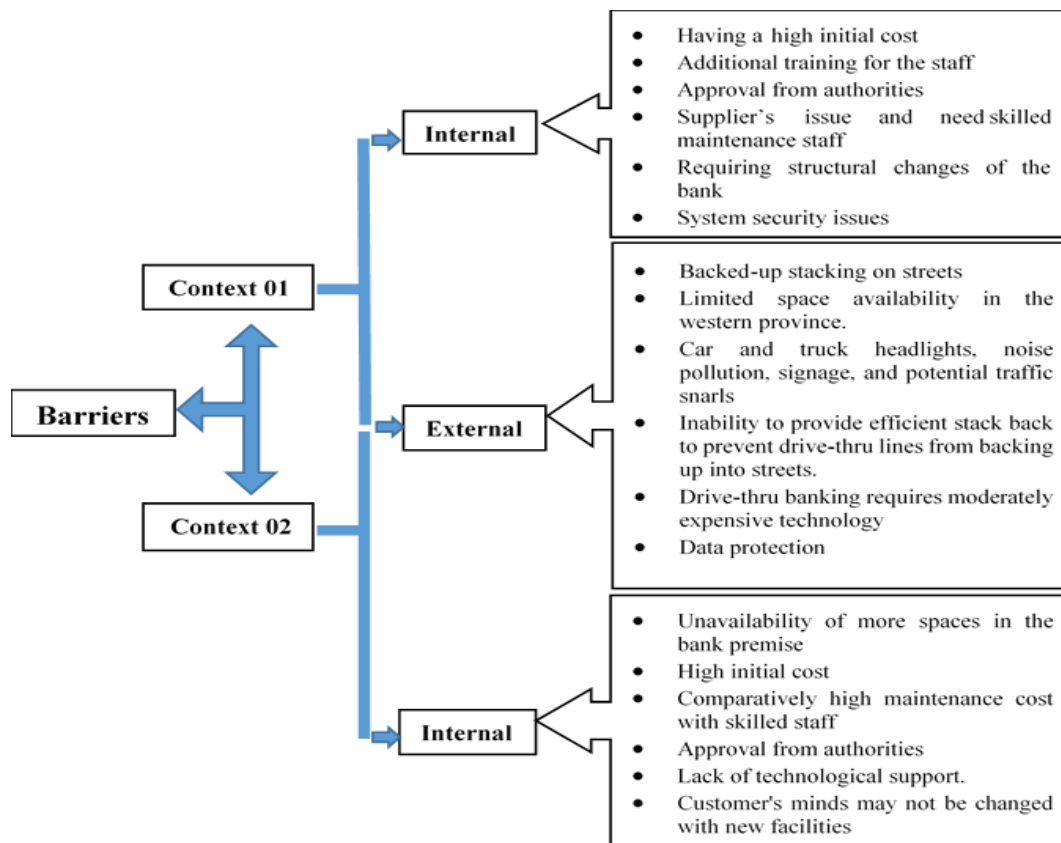 Barriers
Context 01
Context 02
Internal
• Having a high initial cost
• Additional training for the staff
• Approval from authorities
• Supplier's issue and need skilled
maintenance staff
• Requiring structural changes of the
bank
• System security issues
External
• Backed-up stacking on streets
• Limited space availability in the
western province.
• Car and truck headlights, noise
pollution, signage, and potential traffic
snarls
• Inability to provide efficient stack back
to prevent drive-thru lines from backing
up into streets.
• Drive-thru banking requires moderately
expensive technology
• Data protection
Internal
• Unavailability of more spaces in the
bank premise
• High initial cost
• Comparatively high maintenance cost
with skilled staff
• Approval from authorities
• Lack of technological support.
• Customer's minds may not be changed
with new facilities